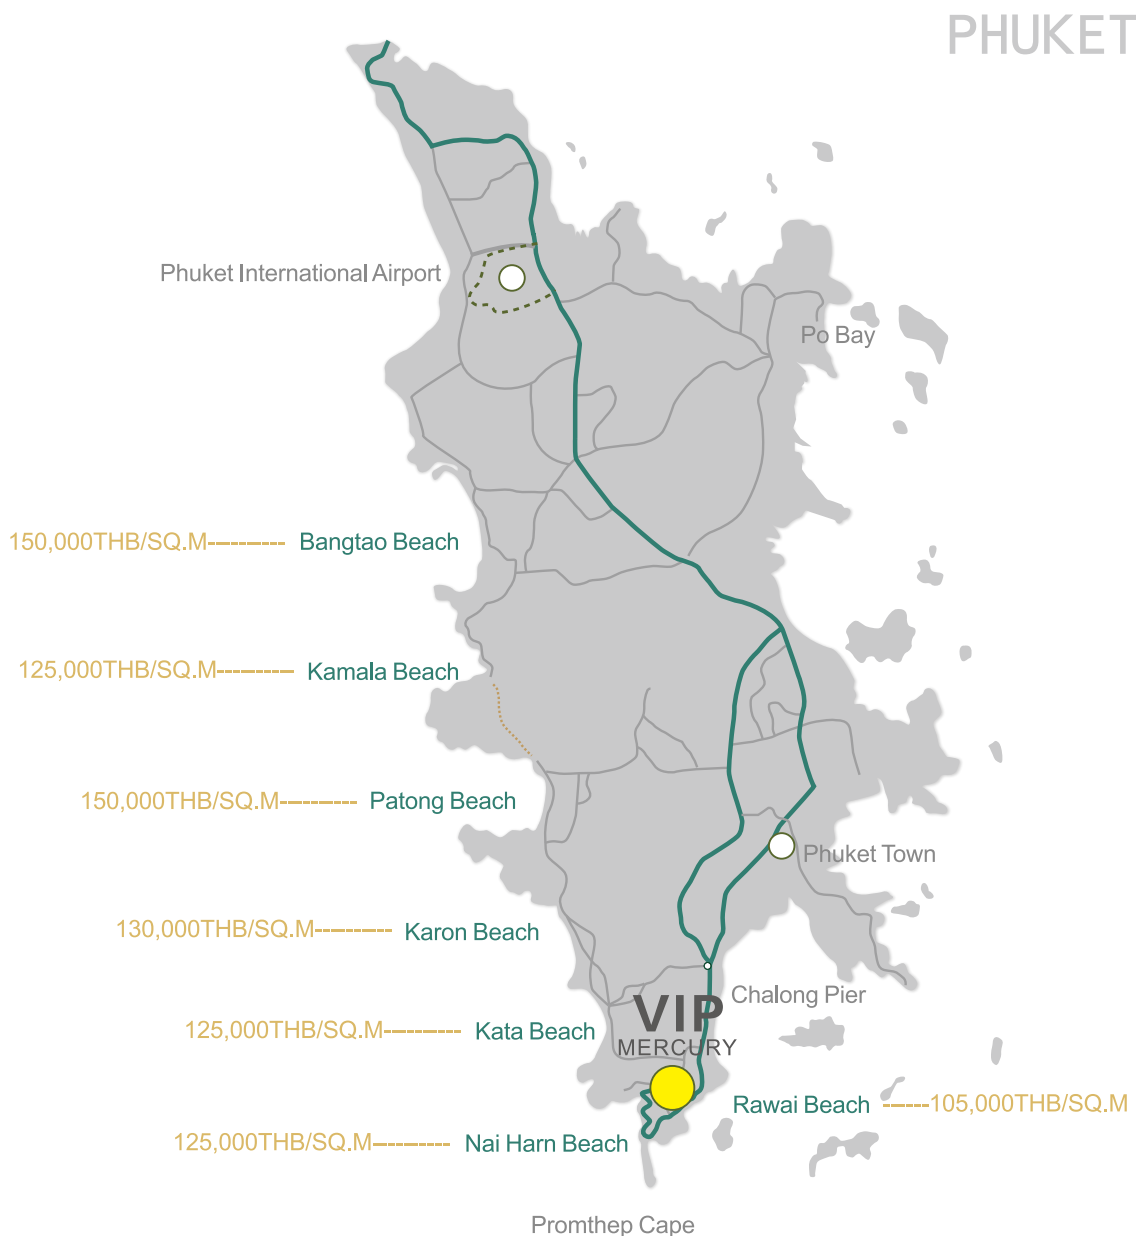 PHUKET
Phuket International Airport
Po Bay
150,000THB/SQ.M---------- Bangtao Beach
125,000THB/SQ.M---------- Kamala Beach
150,000THB/SQ.M---------- Patong Beach
Phuket Town
130,000THB/SQ.M---------- Karon Beach
Chalong Pier
VIP
125,000THB/SQ.M---------- Kata Beach
MERCURY
Rawai Beach ------105,000THB/SQ.M
125,000THB/SQ.M---------- Nai Harn Beach
Promthep Cape